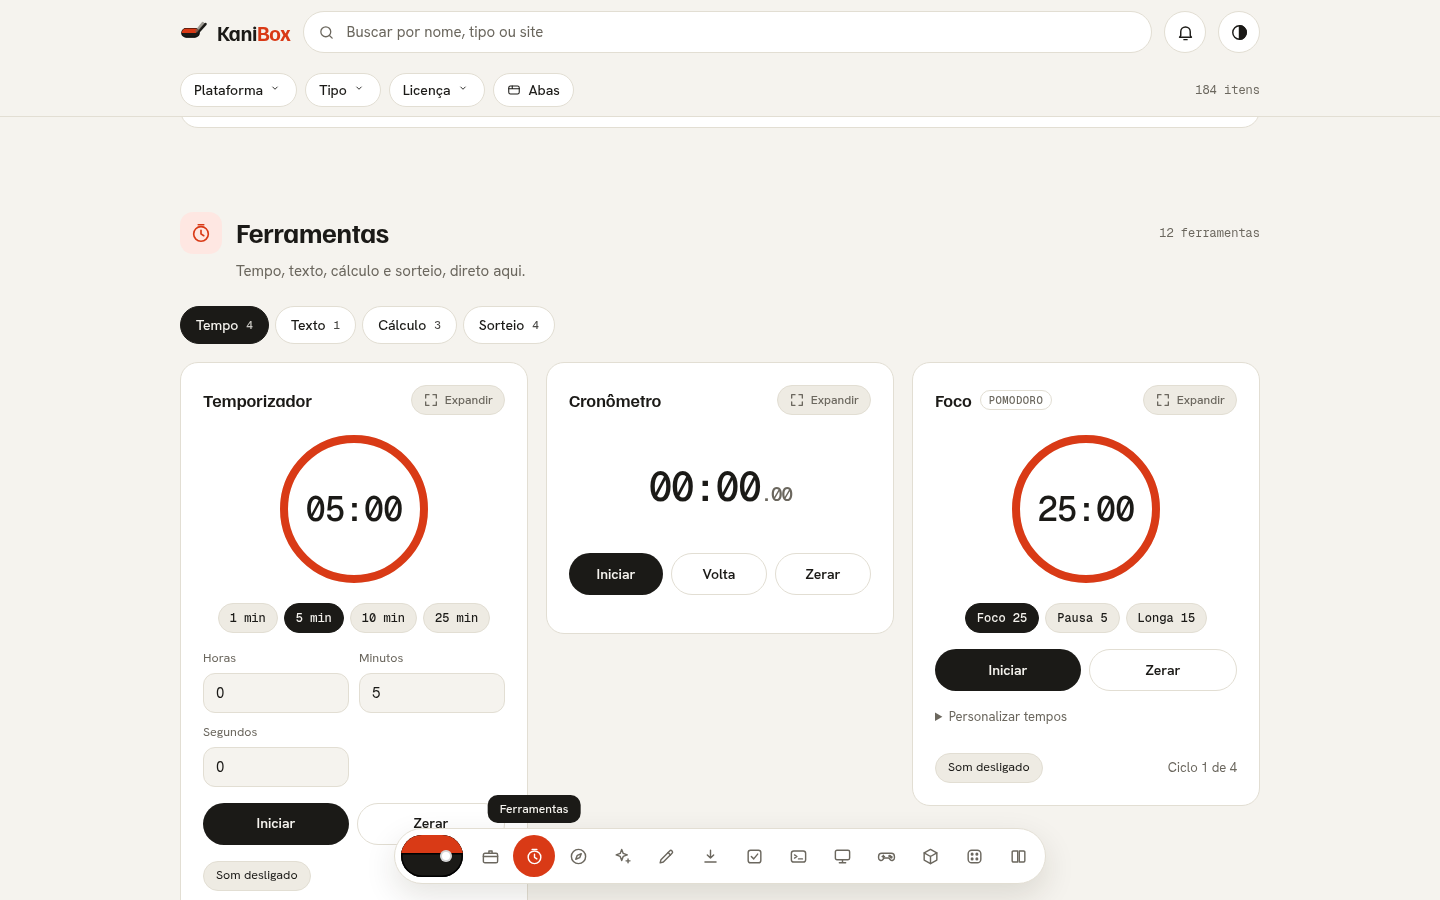 KaniBox
Buscar por nome, tipo ou site
Plataforma
Tipo
Licença
Abas
184 itens
Ferramentas
12 ferramentas
Tempo, texto, cálculo e sorteio, direto aqui.
Tempo 4
Texto 1
Cálculo 3
Sorteio 4
Temporizador
Expandir
05:00
1 min
5 min
10 min
25 min
Horas
Minutos
0
5
Segundos
0
Iniciar
Zerar
Som desligado
Cronômetro
Expandir
00:00.00
Iniciar
Volta
Zerar
Foco
POMODORO
Expandir
25:00
Foco 25
Pausa 5
Longa 15
Iniciar
Zerar
Personalizar tempos
Som desligado
Ciclo 1 de 4
Ferramentas